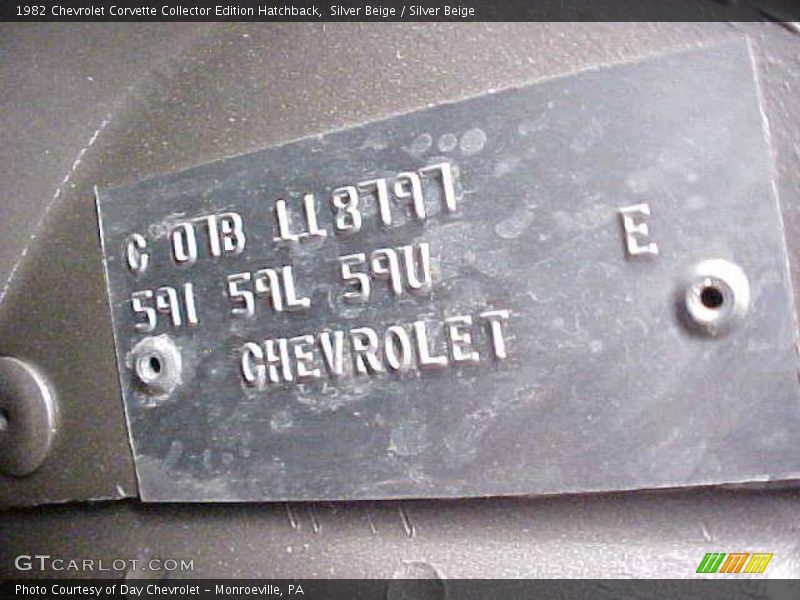 1982 Chevrolet Corvette Collector Edition Hatchback,  Silver Beige / Silver Beige
C 07B LL8797
E
59I 59L 59U
CHEVROLET
GTCARLOT.COM
Photo Courtesy of Day Chevrolet - Monroeville, PA